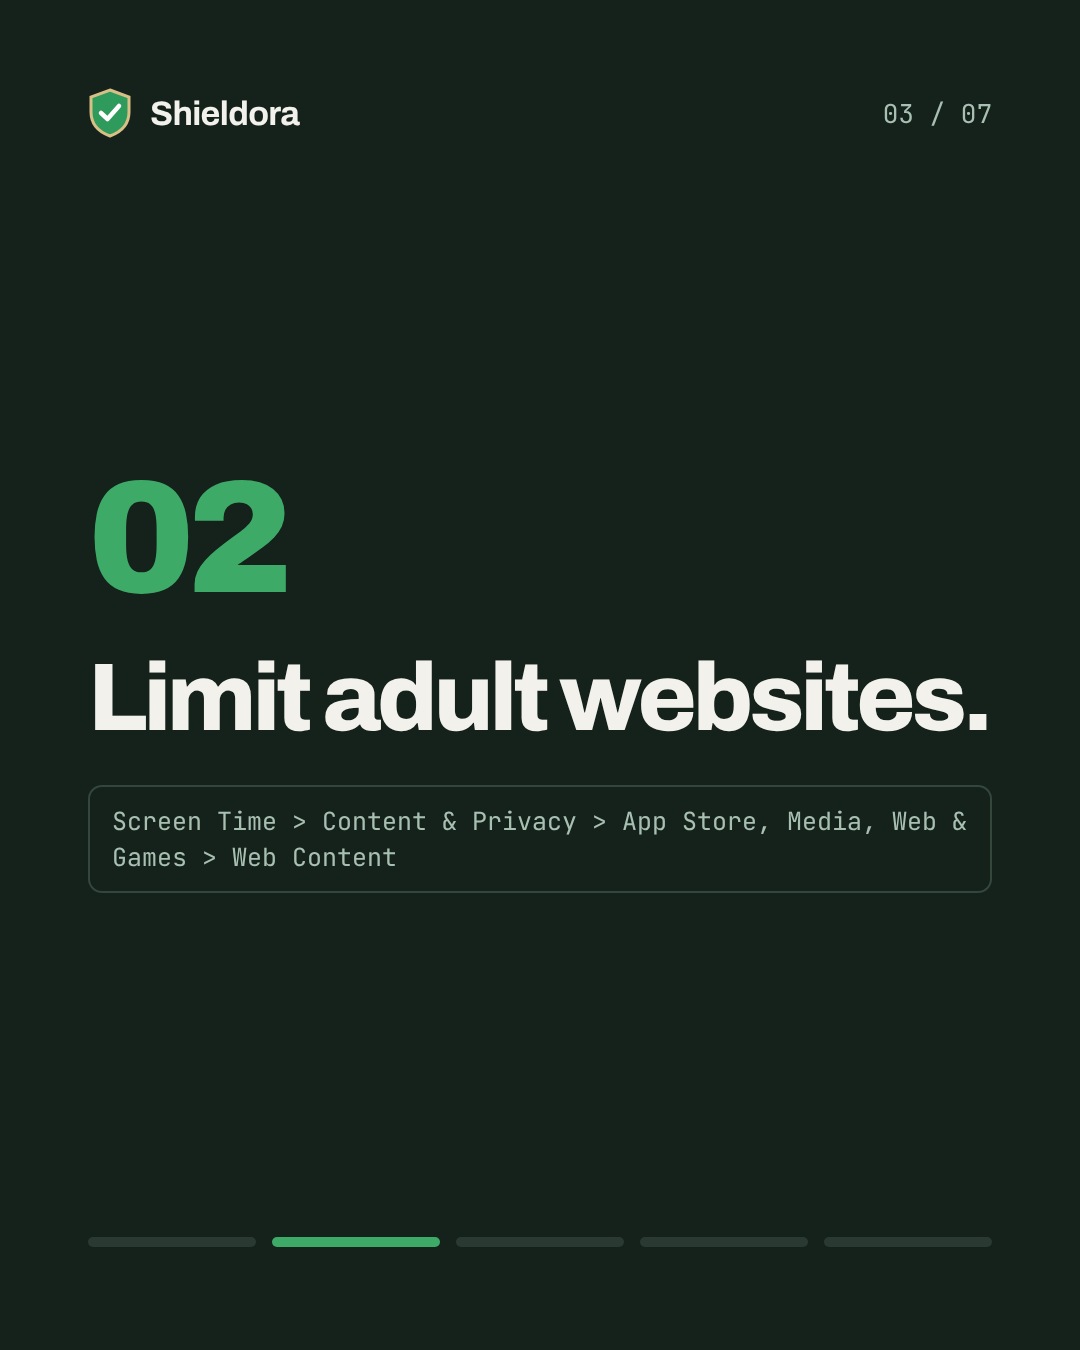 Shieldora
03 / 07
02
Limit adult websites.
Screen Time > Content & Privacy > App Store, Media, Web &
Games > Web Content